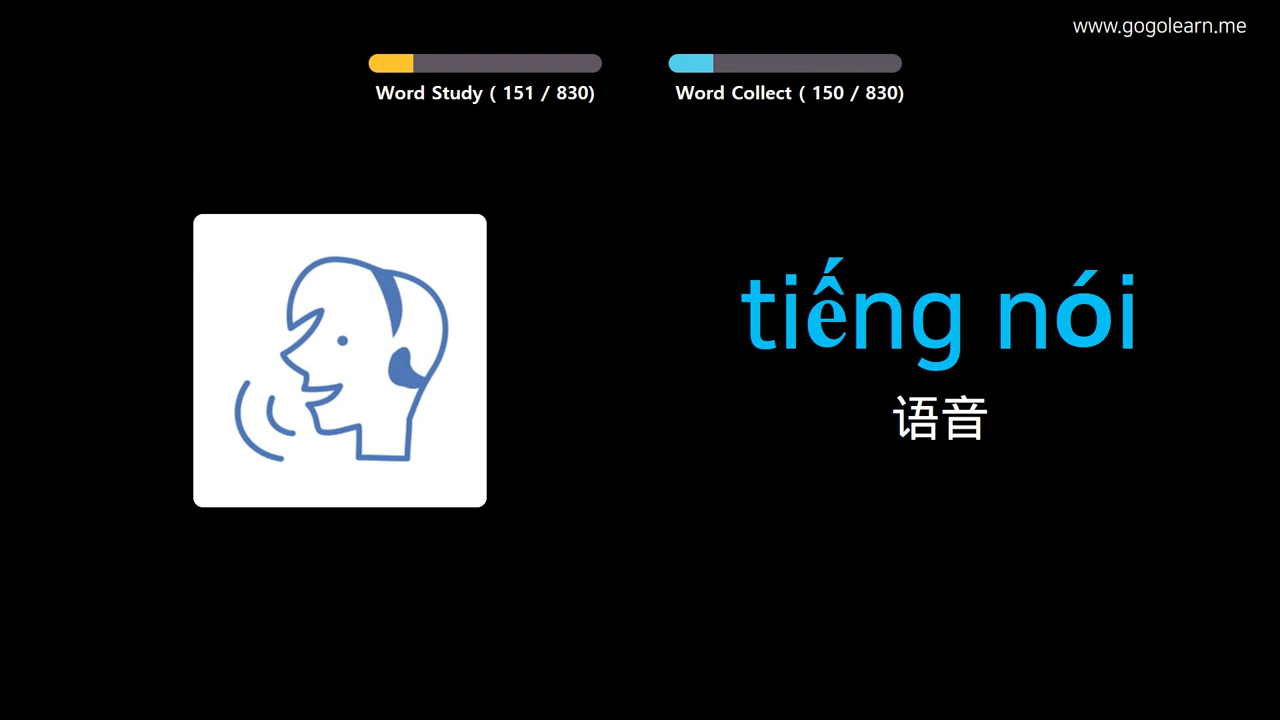 www.gogolearn.me
Word Study ( 151 / 830)
Word Collect ( 150 / 830)
tiếng nói
语音